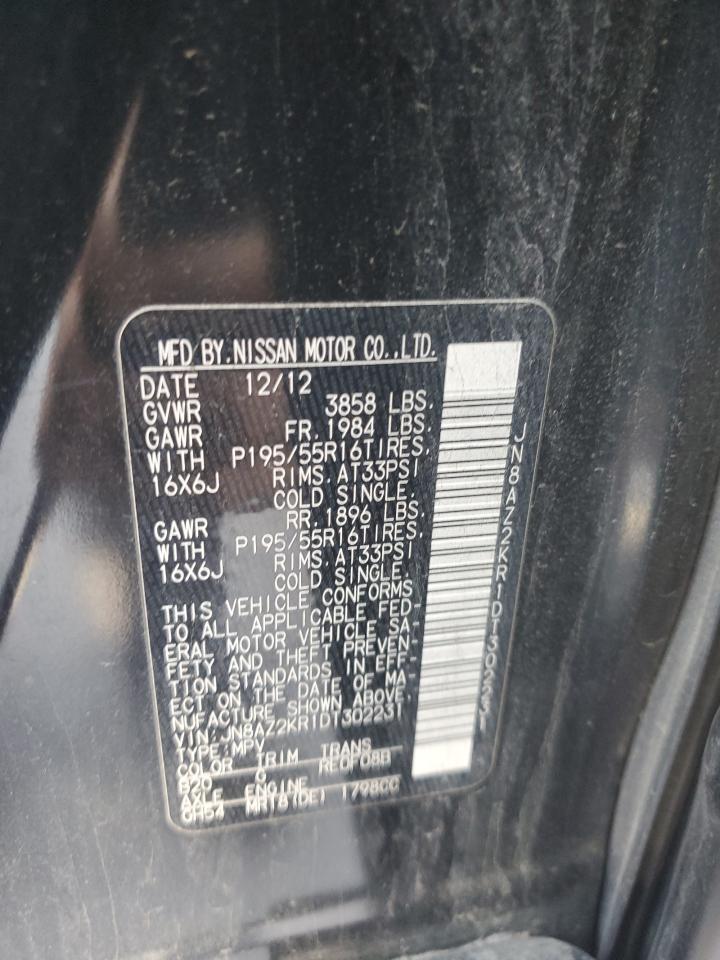 MFD BY.NISSAN MOTOR CO.,LTD.
DATE 12/12
GVWR 3858 LBS.
GAWR FR. 1984 LBS.
WITH P195/55R16TIRES,
16X6J RIMS.AT33PSI
COLD SINGLE.
GAWR RR. 1896 LBS.
WITH P195/55R16TIRES,
16X6J RIMS.AT33PSI
COLD SINGLE.
THIS VEHICLE CONFORMS
TO ALL APPLICABLE FED-
ERAL MOTOR VEHICLE SA-
FETY AND THEFT PREVEN-
TION STANDARDS IN EFF-
ECT ON THE DATE OF MA-
NUFACTURE SHOWN ABOVE.
VIN:JN8AZ2KR1DT302231
TYPE:MPV
COLOR TRIM TRANS
B20 G RE0F08B
AXLE ENGINE
GH54 MR18(DE) 1798CC
JN8AZ2KR1DT302231